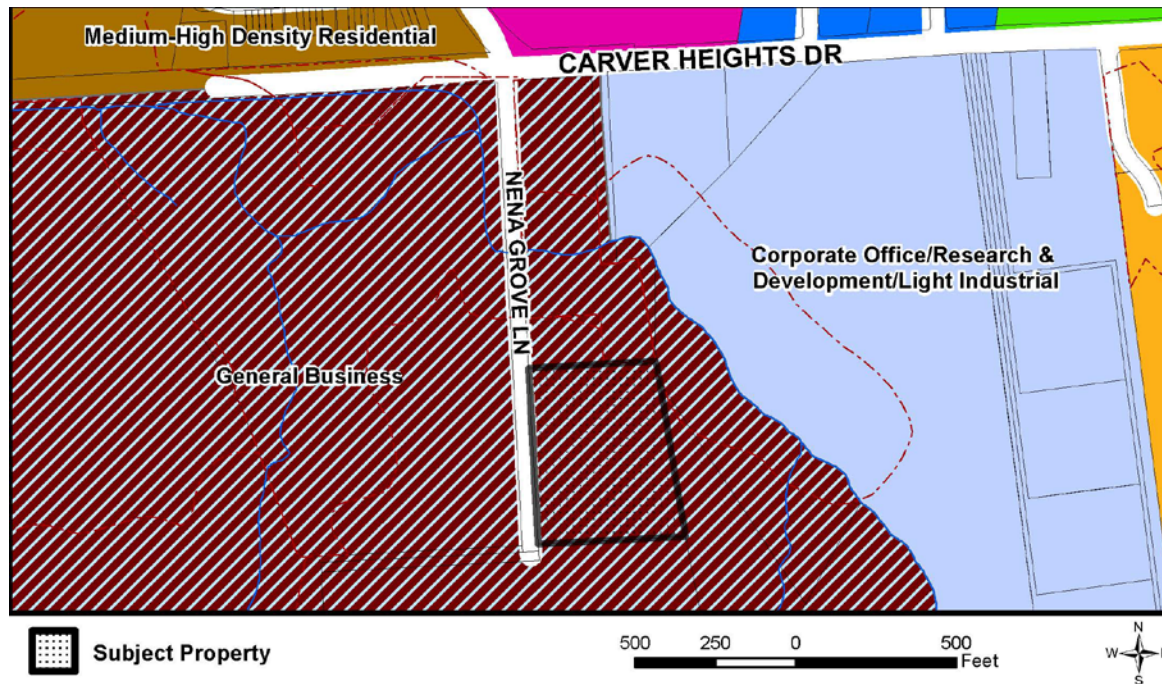 Medium-High Density Residential
CARVER HEIGHTS DR
NENA GROVE LN
Corporate Office/Research &
Development/Light Industrial
General Business
Subject Property
500 250 0 500
Feet
N
W
S